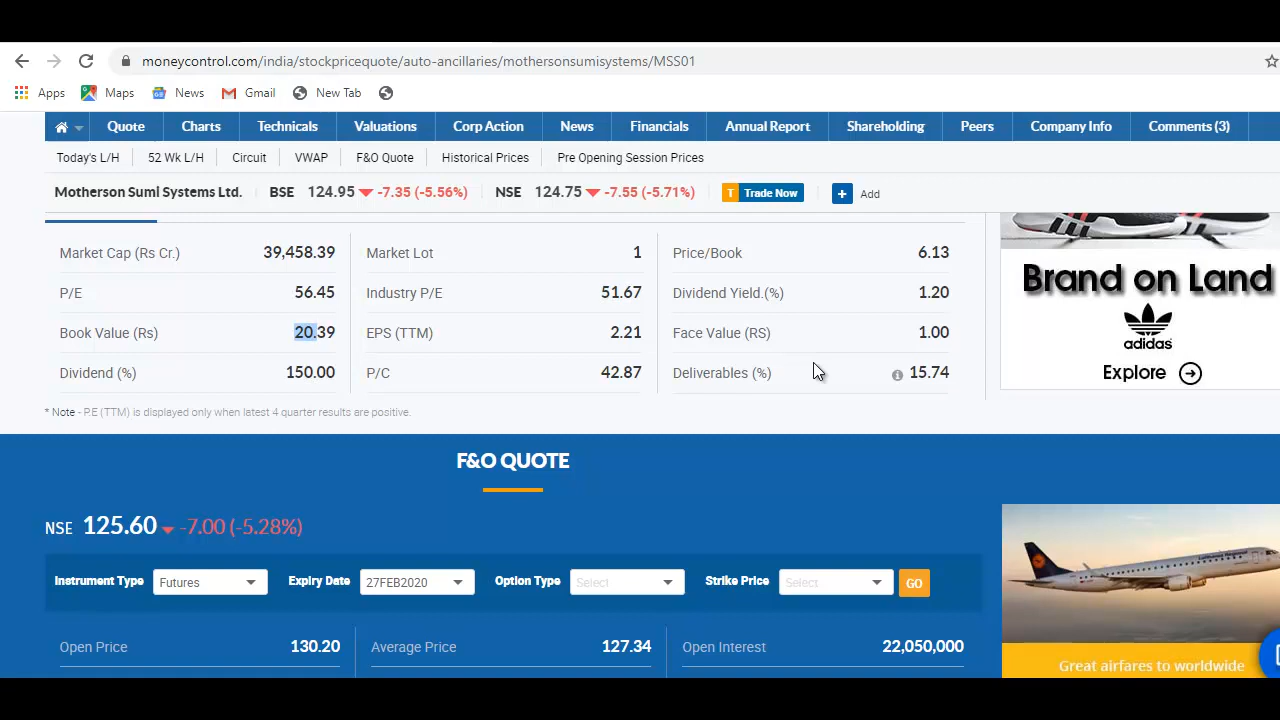 moneycontrol.com/india/stockpricequote/auto-ancillaries/mothersonsumisystems/MSS01
Apps Maps News Gmail New Tab
Quote Charts Technicals Valuations Corp Action News Financials Annual Report Shareholding Peers Company Info Comments (3)
Today's L/H 52 Wk L/H Circuit VWAP F&O Quote Historical Prices Pre Opening Session Prices
Motherson Sumi Systems Ltd. BSE 124.95 -7.35 (-5.56%) NSE 124.75 -7.55 (-5.71%) T Trade Now + Add
Market Cap (Rs Cr.) 39,458.39 Market Lot 1 Price/Book 6.13
P/E 56.45 Industry P/E 51.67 Dividend Yield.(%) 1.20
Book Value (Rs) 20.39 EPS (TTM) 2.21 Face Value (RS) 1.00
Dividend (%) 150.00 P/C 42.87 Deliverables (%) 15.74
* Note - P.E (TTM) is displayed only when latest 4 quarter results are positive.
Brand on Land
adidas
Explore
F&O QUOTE
NSE 125.60 -7.00 (-5.28%)
Instrument Type Futures Expiry Date 27FEB2020 Option Type Select Strike Price Select GO
Open Price 130.20 Average Price 127.34 Open Interest 22,050,000
Great airfares to worldwide